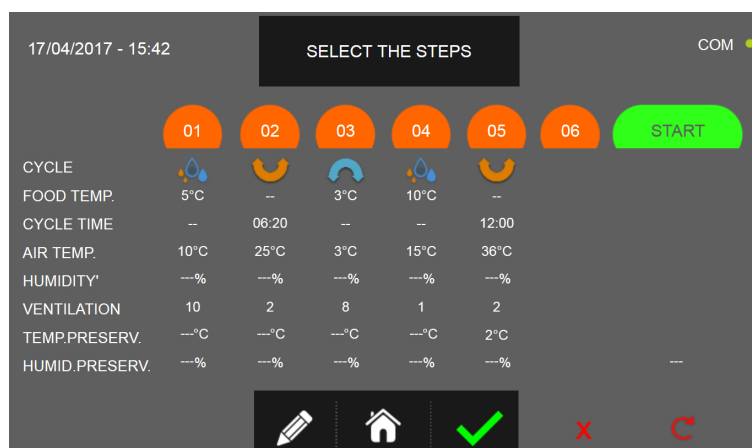 17/04/2017 - 15:42 SELECT THE STEPS COM
01 02 03 04 05 06 START
CYCLE
FOOD TEMP. 5°C -- 3°C 10°C --
CYCLE TIME -- 06:20 -- -- 12:00
AIR TEMP. 10°C 25°C 3°C 15°C 36°C
HUMIDITY' ---% ---% ---% ---% ---%
VENTILATION 10 2 8 1 2
TEMP.PRESERV. ---°C ---°C ---°C ---°C 2°C
HUMID.PRESERV. ---% ---% ---% ---% ---% ---
X